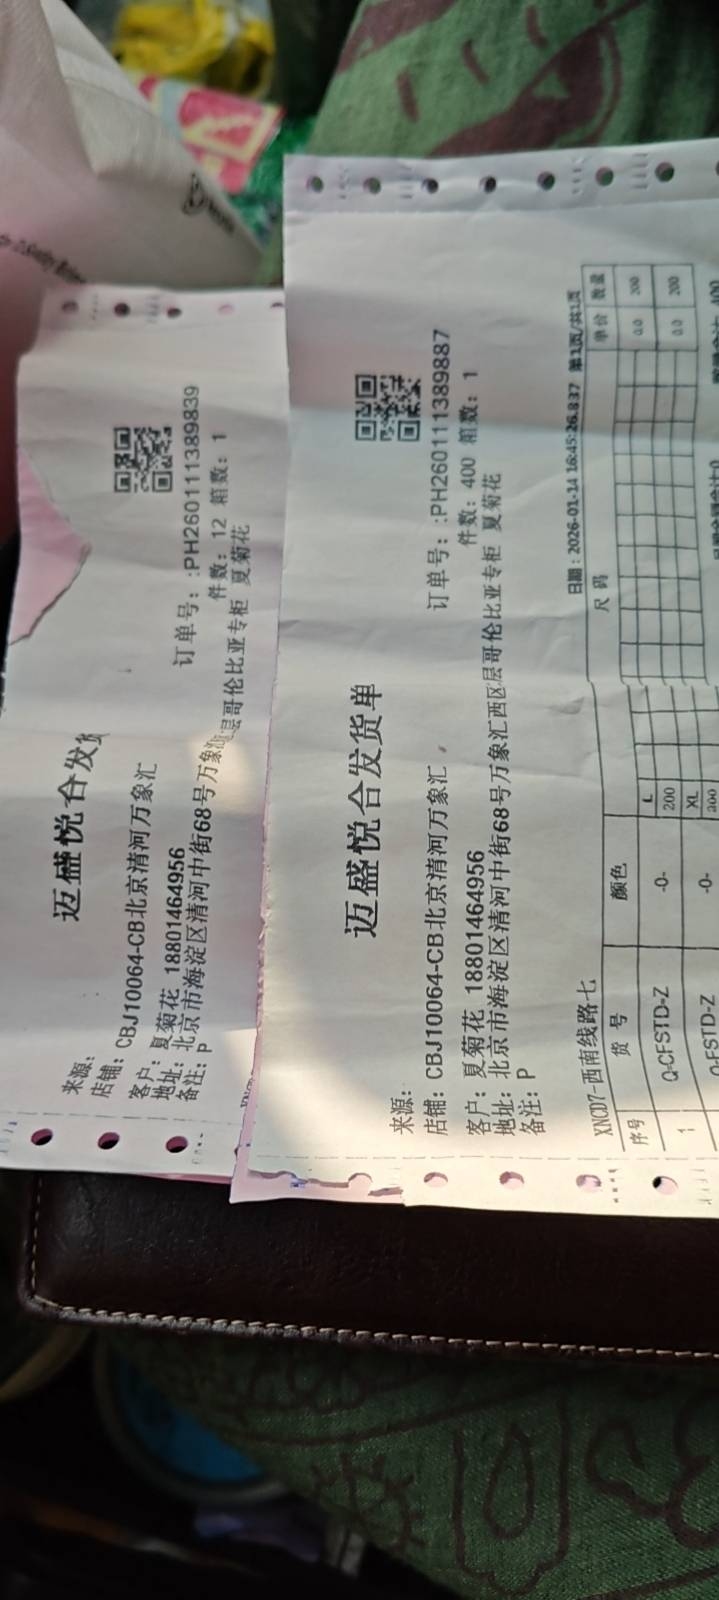 迈盛悦合发
订单号：:PH260111389839
来源：
店铺：CBJ10064-CB北京清河万象汇
件数：12 箱数：1
客户：夏菊花 18801464956
地址：北京市海淀区清河中街68号万象汇 层哥伦比亚专柜 夏菊花
备注：P
迈盛悦合发货单
订单号：:PH260111389887
来源：
店铺：CBJ10064-CB北京清河万象汇
件数：400 箱数：1
客户：夏菊花 18801464956
地址：北京市海淀区清河中街68号万象汇西区 层哥伦比亚专柜 夏菊花
备注：P
XNC07-西南线路七 日期：2026-01-14 16:45:26.837 第1页/共1页
序号 货号 颜色 尺码 单价 数量
L
1 Q-CFSTD-Z -0- 200 0.0 200
XL
Q-FSTD-Z -0- 200 0.0 200